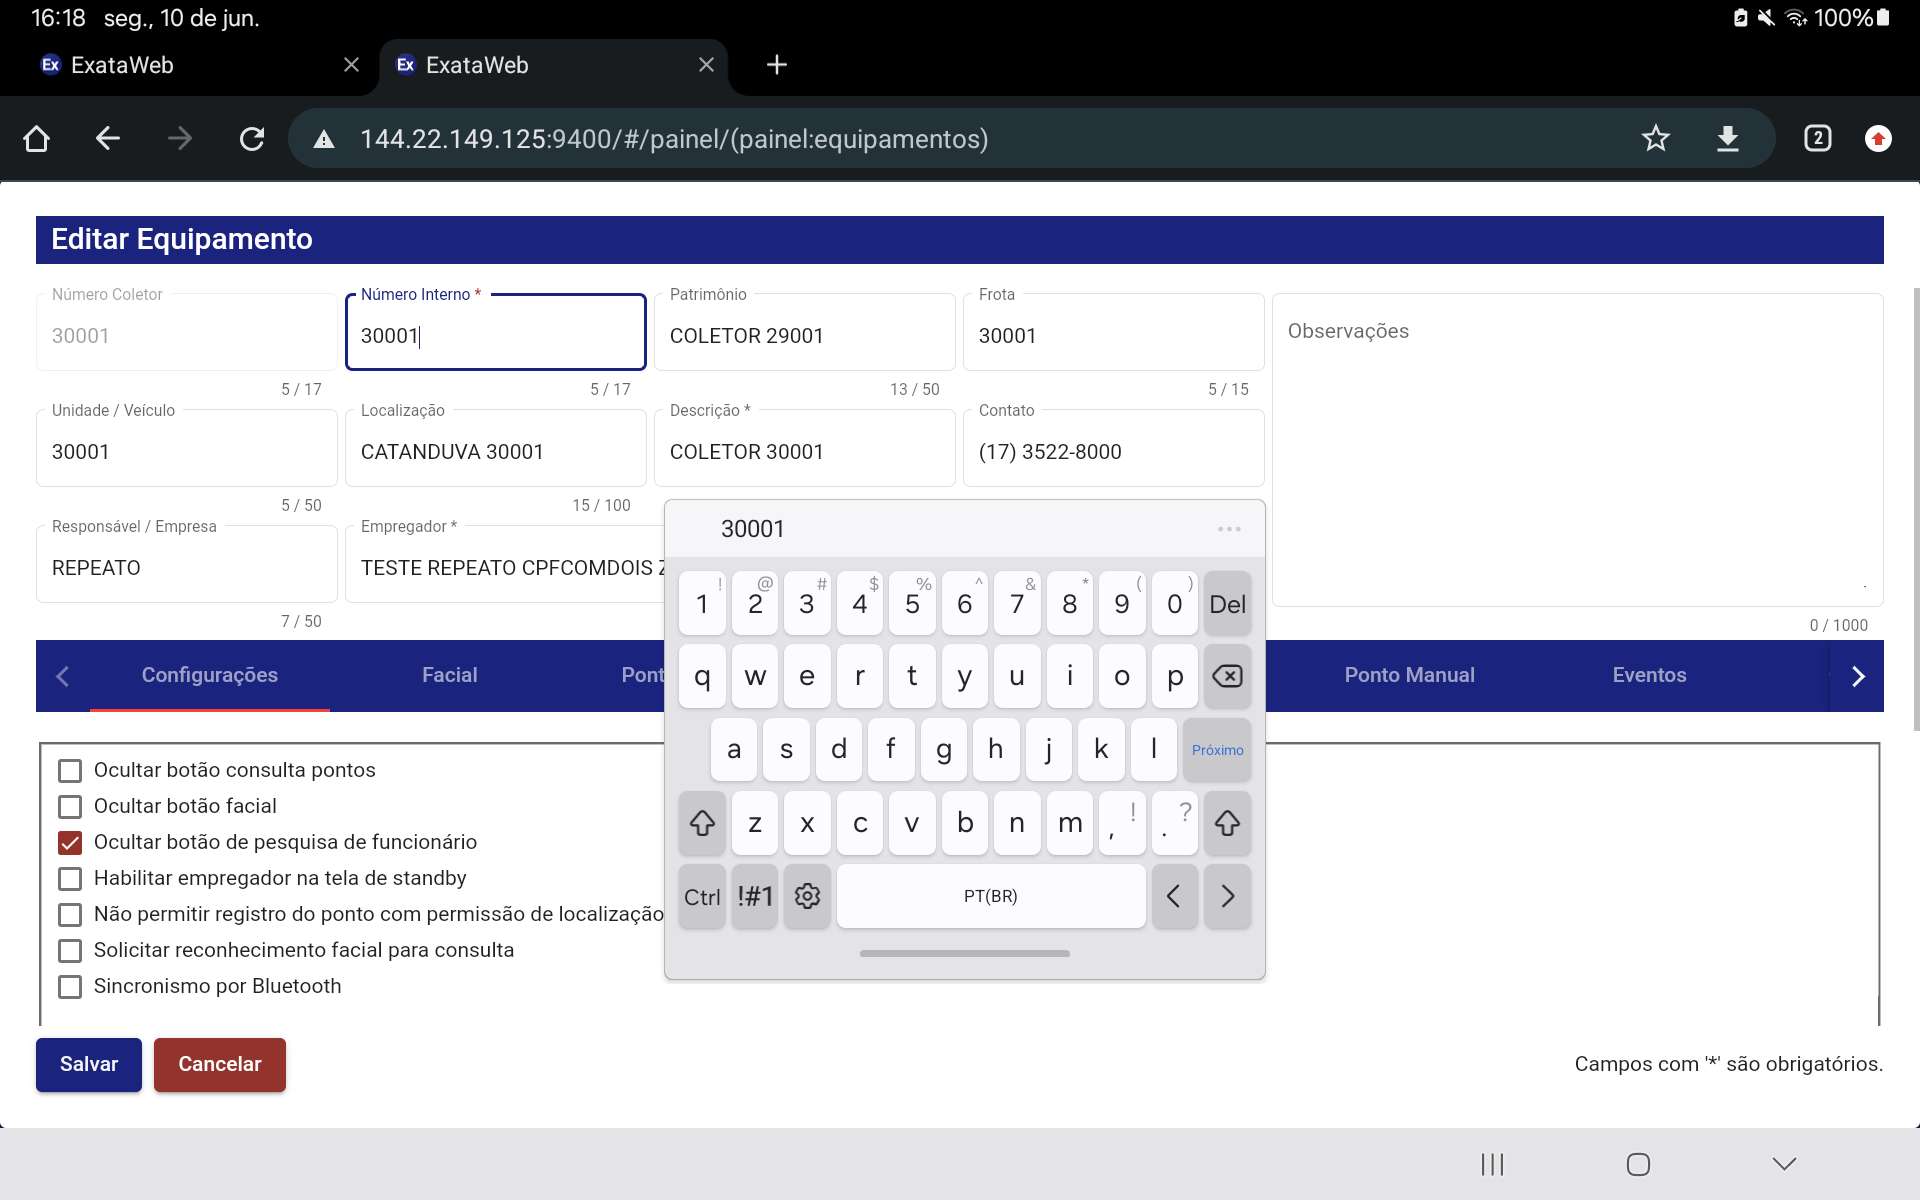 16:18 seg., 10 de jun.
100%
Ex ExataWeb
Ex ExataWeb
144.22.149.125:9400/#/painel/(painel:equipamentos)
2
Editar Equipamento
Número Coletor
30001
5 / 17
Número Interno *
30001
5 / 17
Patrimônio
COLETOR 29001
13 / 50
Frota
30001
5 / 15
Observações
0 / 1000
Unidade / Veículo
30001
5 / 50
Localização
CATANDUVA 30001
15 / 100
Descrição *
COLETOR 30001
Contato
(17) 3522-8000
Responsável / Empresa
REPEATO
7 / 50
Empregador *
TESTE REPEATO CPFCOMDOIS Z
Configurações
Facial
Pont
Ponto Manual
Eventos
Ocultar botão consulta pontos
Ocultar botão facial
Ocultar botão de pesquisa de funcionário
Habilitar empregador na tela de standby
Não permitir registro do ponto com permissão de localização
Solicitar reconhecimento facial para consulta
Sincronismo por Bluetooth
30001 ...
! @ # $ % ^ & * ( )
1 2 3 4 5 6 7 8 9 0 Del
q w e r t y u i o p
a s d f g h j k l Próximo
z x c v b n m , ! . ?
Ctrl !#1 PT(BR) < >
Salvar
Cancelar
Campos com '*' são obrigatórios.